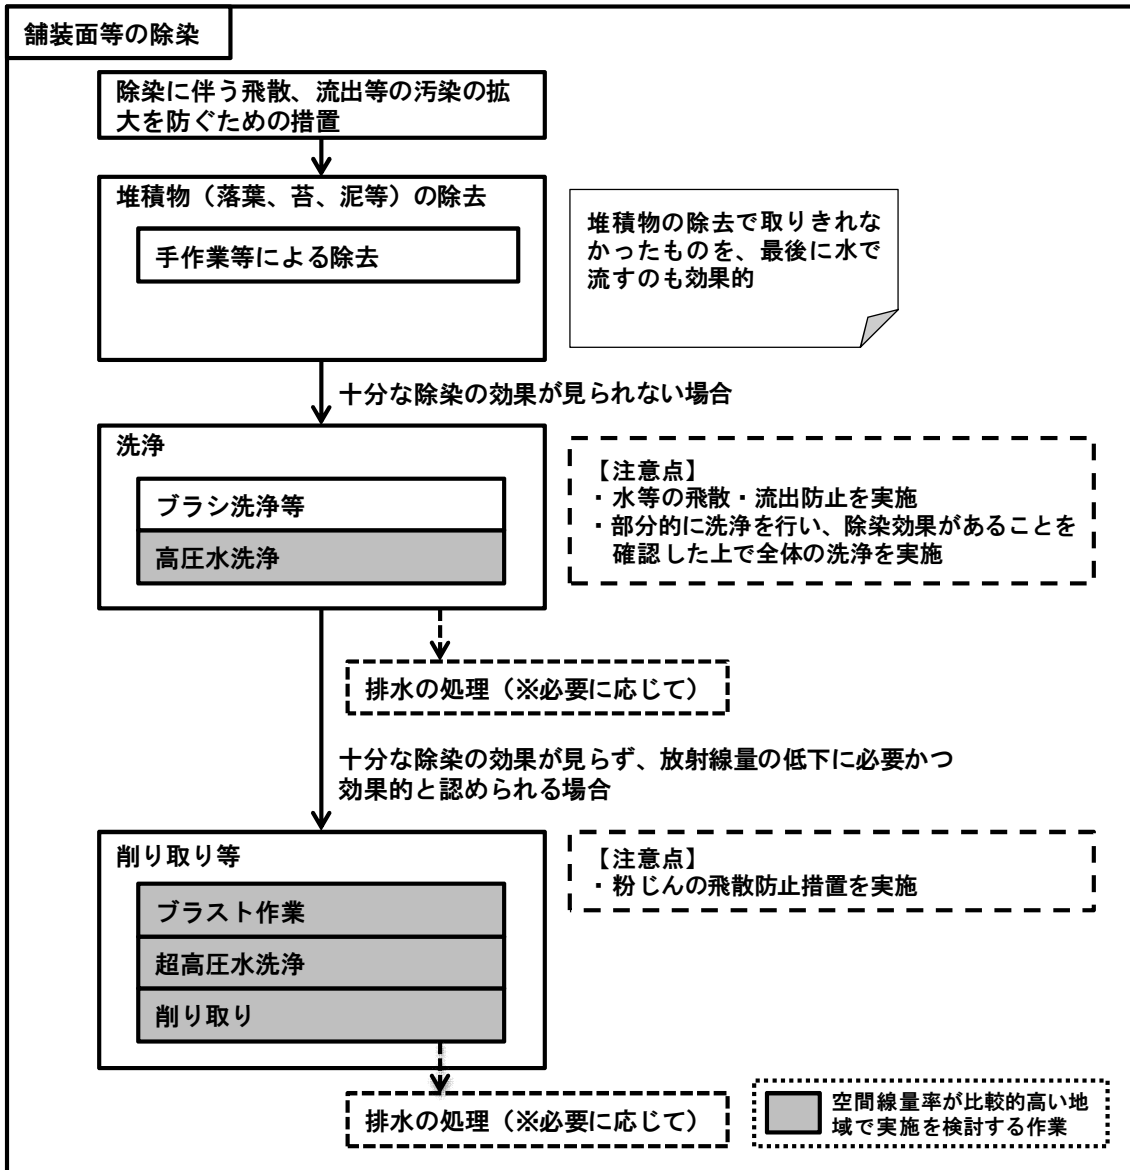 舗装面等の除染
除染に伴う飛散、流出等の汚染の拡
大を防ぐための措置
堆積物（落葉、苔、泥等）の除去
手作業等による除去
堆積物の除去で取りきれな
かったものを、最後に水で
流すのも効果的
十分な除染の効果が見られない場合
洗浄
ブラシ洗浄等
高圧水洗浄
【注意点】
・水等の飛散・流出防止を実施
・部分的に洗浄を行い、除染効果があることを
確認した上で全体の洗浄を実施
排水の処理（※必要に応じて）
十分な除染の効果が見らず、放射線量の低下に必要かつ
効果的と認められる場合
削り取り等
ブラスト作業
超高圧水洗浄
削り取り
【注意点】
・粉じんの飛散防止措置を実施
排水の処理（※必要に応じて）
空間線量率が比較的高い地
域で実施を検討する作業